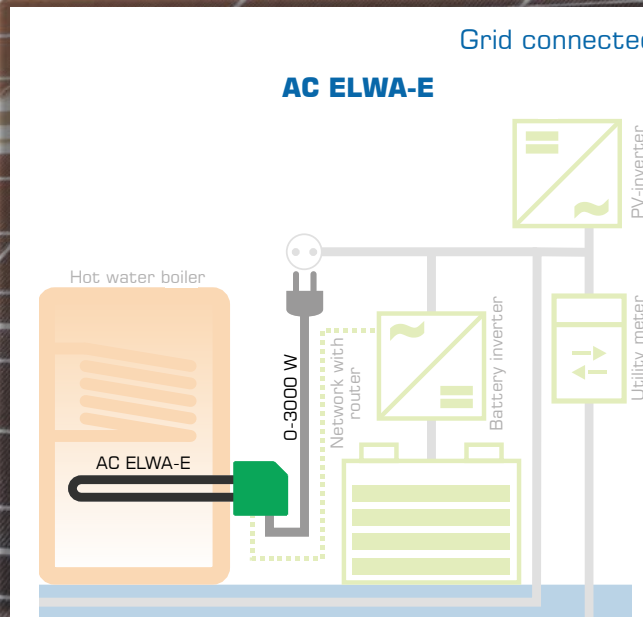 Grid connected
AC ELWA-E
PV-inverter
Hot water boiler
0-3000 W
Network with
router
Battery inverter
Utility meter
AC ELWA-E